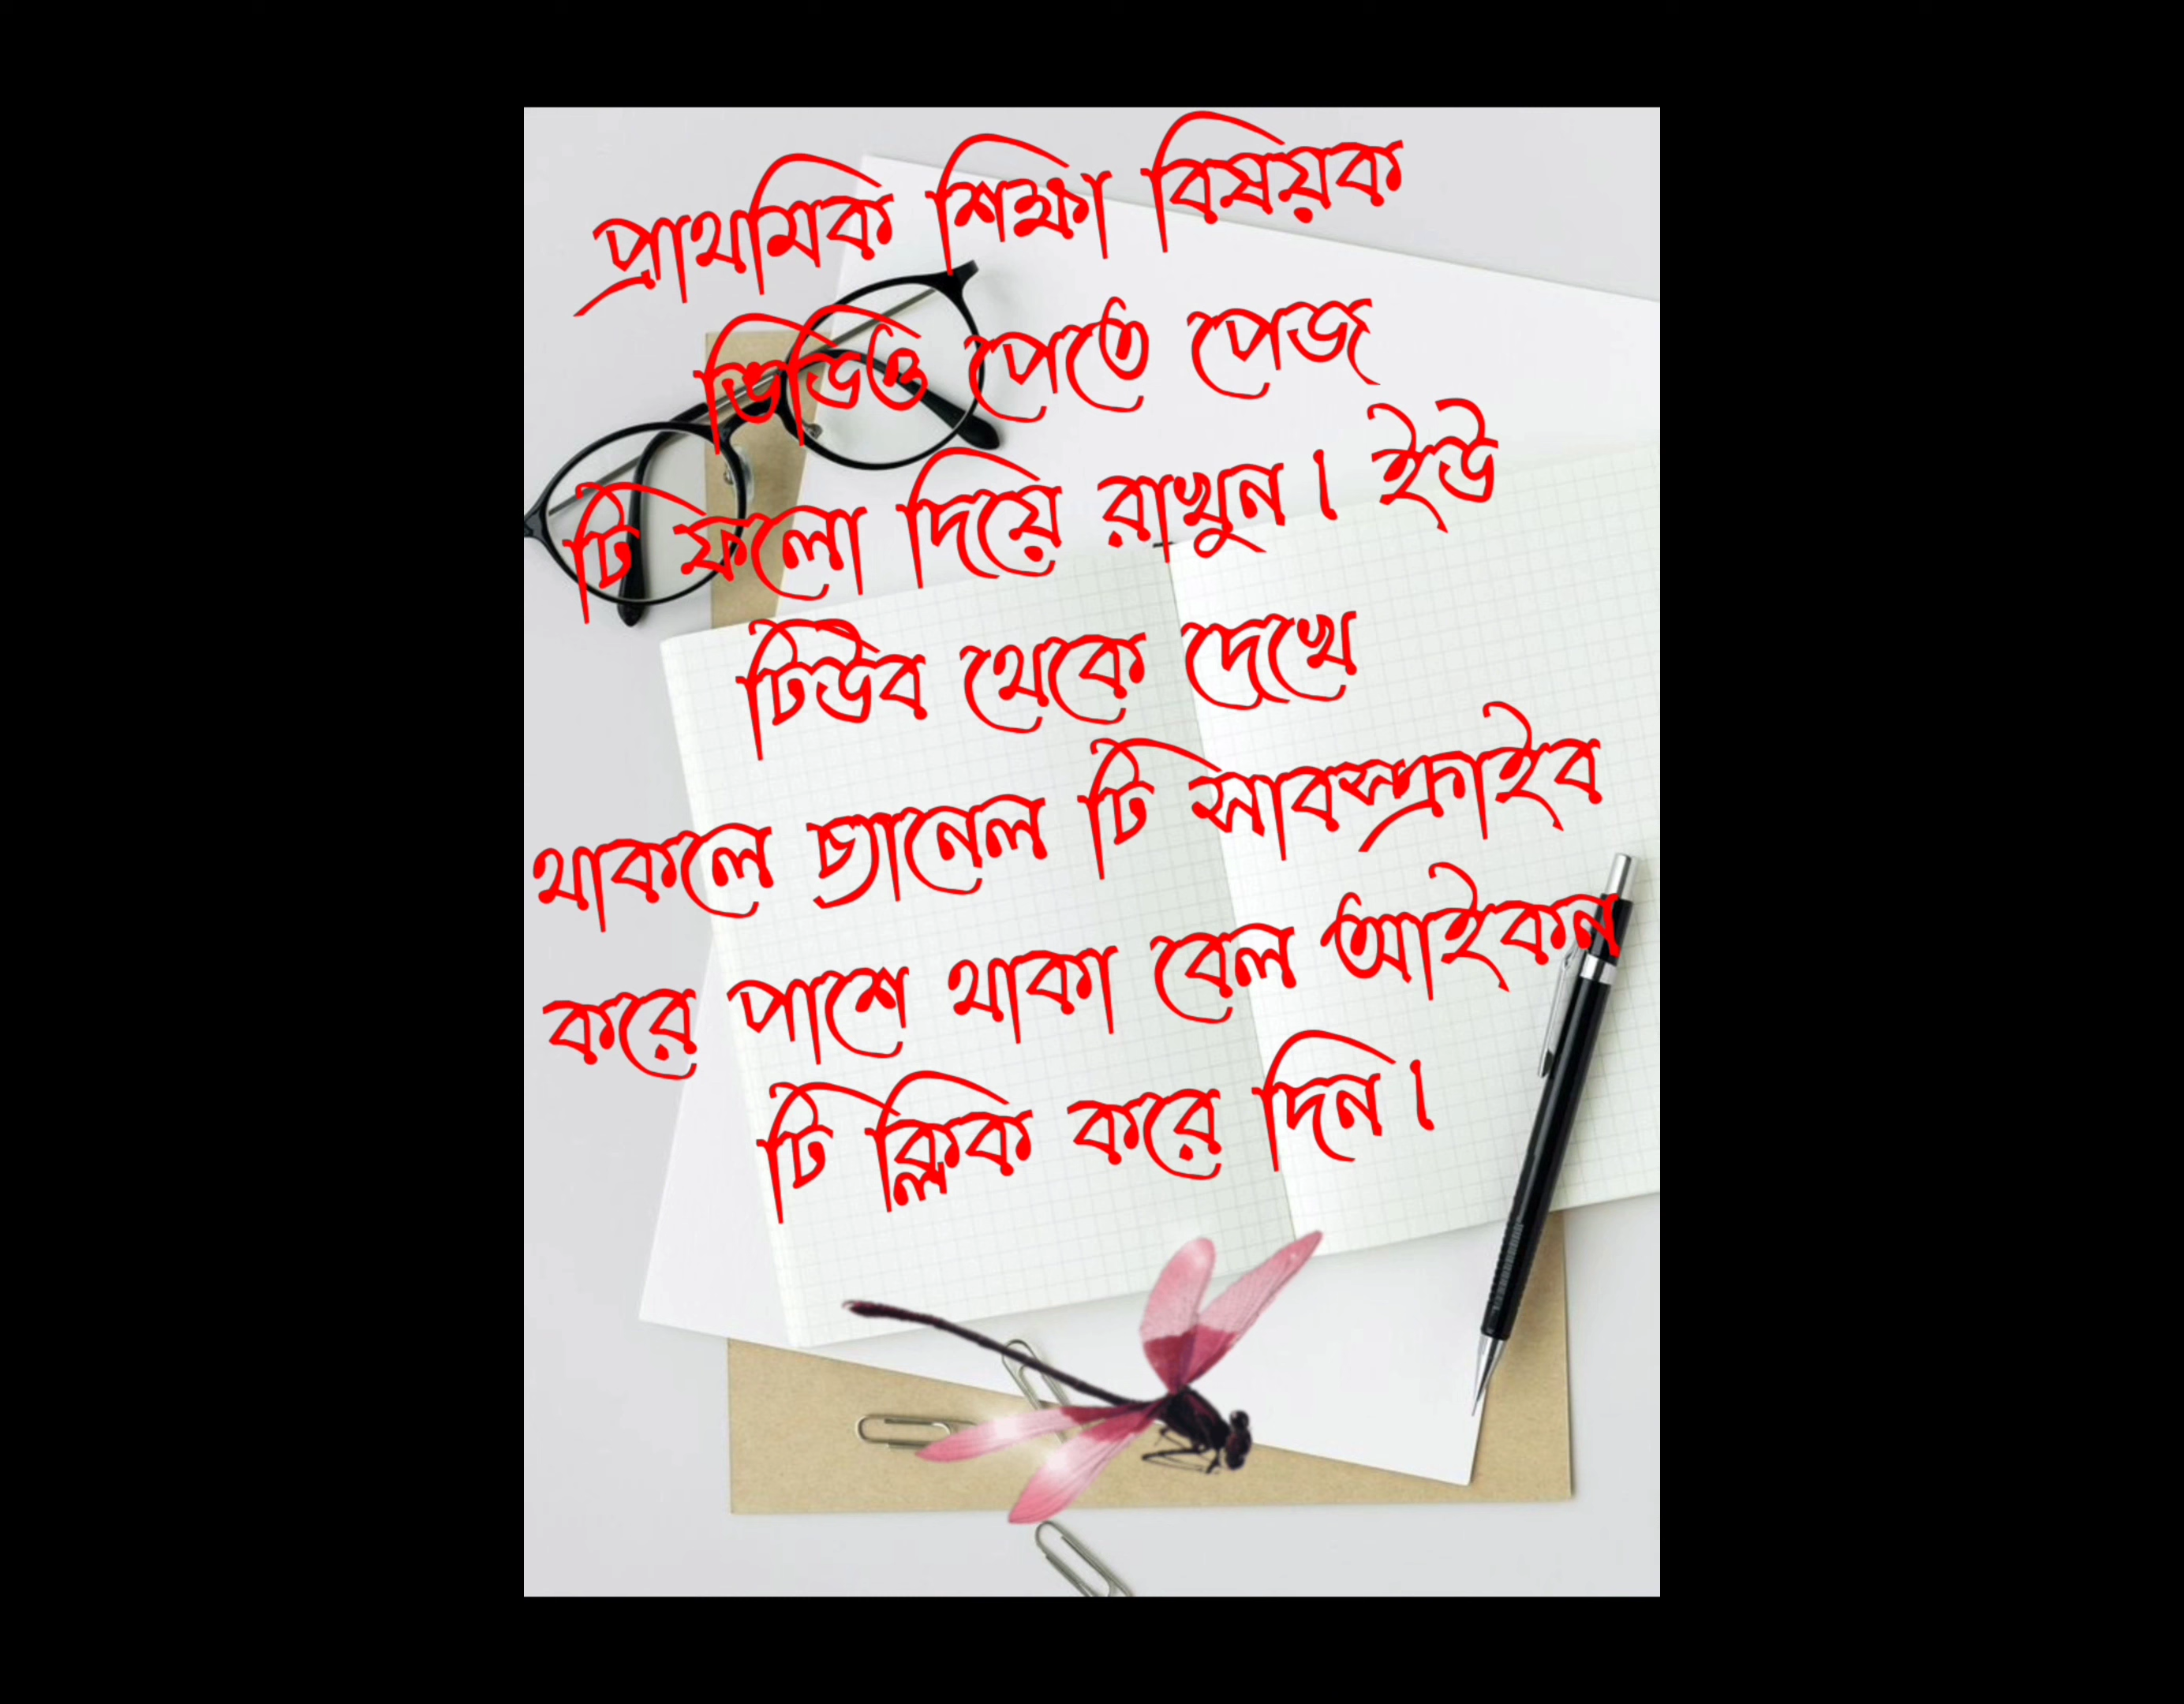 প্রাথমিক শিক্ষা বিষয়ক
ভিডিও পেতে পেজ
টি ফলো দিয়ে রাখুন। ইউ
টিউব থেকে দেখে
থাকলে চ্যানেল টি সাবস্ক্রাইব
করে পাশে থাকা বেল আইকন
টি ক্লিক করে দিন।